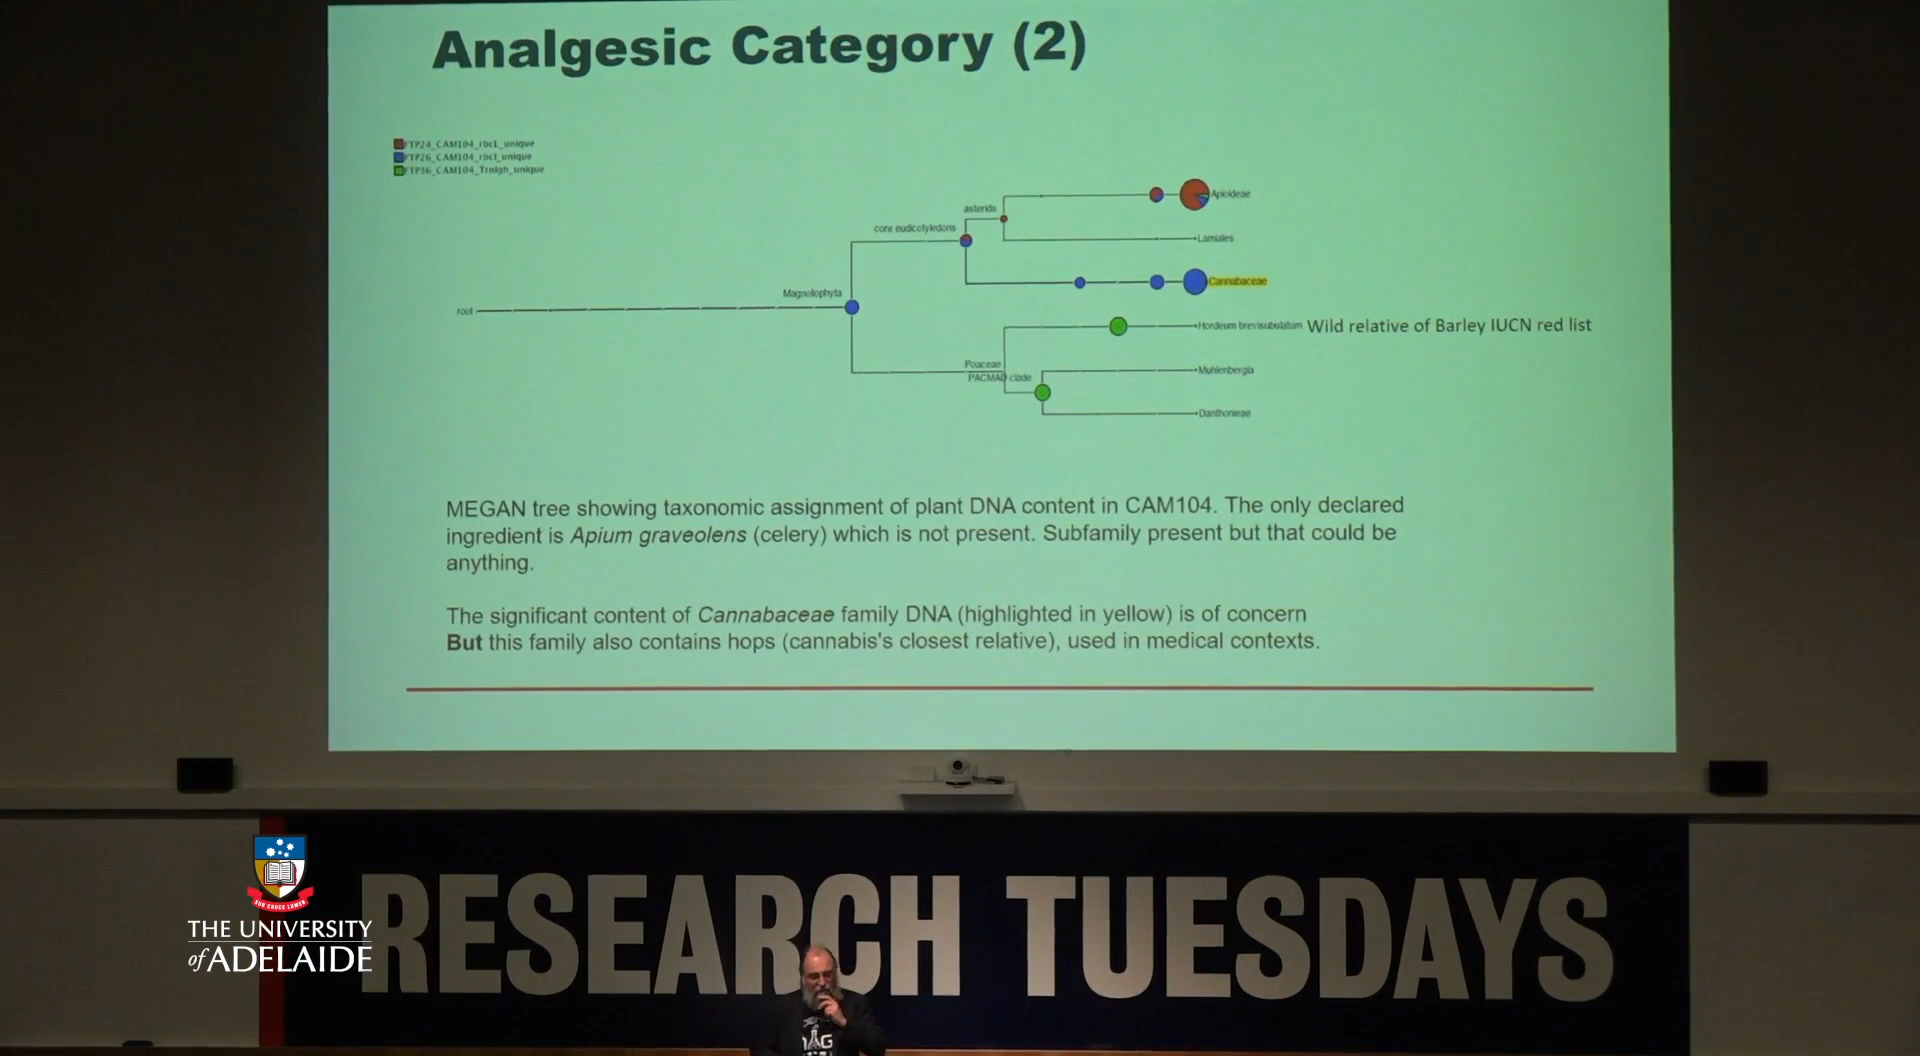 Analgesic Category (2)
FTP24_CAM104_rbcL_unique
FTP26_CAM104_rbcl_unique
FTP36_CAM104_Trnlgh_unique
Apioideae
asterids
core eudicotyledons
Lamiales
Cannabaceae
Magnoliophyta
root
Hordeum brevisubulatum Wild relative of Barley IUCN red list
Poaceae
PACMAD clade
Muhlenbergia
Danthonieae
MEGAN tree showing taxonomic assignment of plant DNA content in CAM104. The only declared
ingredient is Apium graveolens (celery) which is not present. Subfamily present but that could be
anything.
The significant content of Cannabaceae family DNA (highlighted in yellow) is of concern
But this family also contains hops (cannabis's closest relative), used in medical contexts.
RESEARCH TUESDAYS
SUB CRUCE LUMEN
THE UNIVERSITY
of ADELAIDE